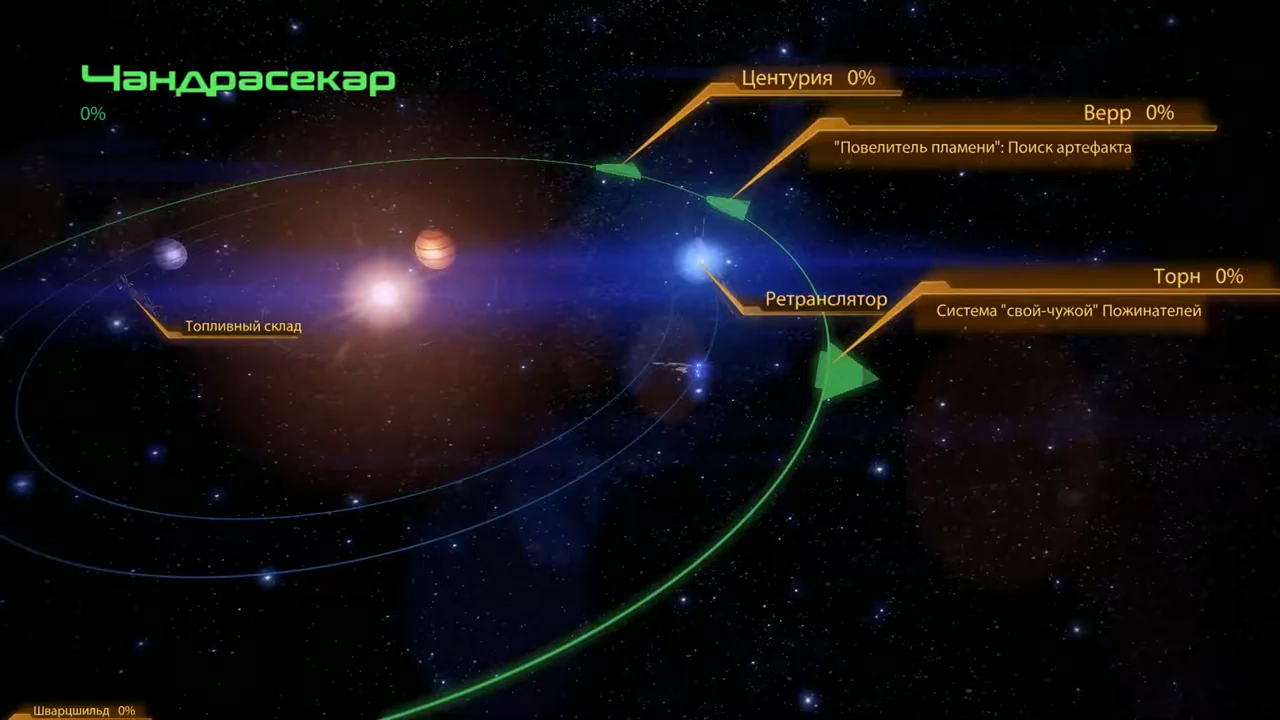 Чандрасекар
0%
Центурия 0%
Верр 0%
"Повелитель пламени": Поиск артефакта
Торн 0%
Система "свой-чужой" Пожинателей
Ретранслятор
Топливный склад
Шварцшильд 0%